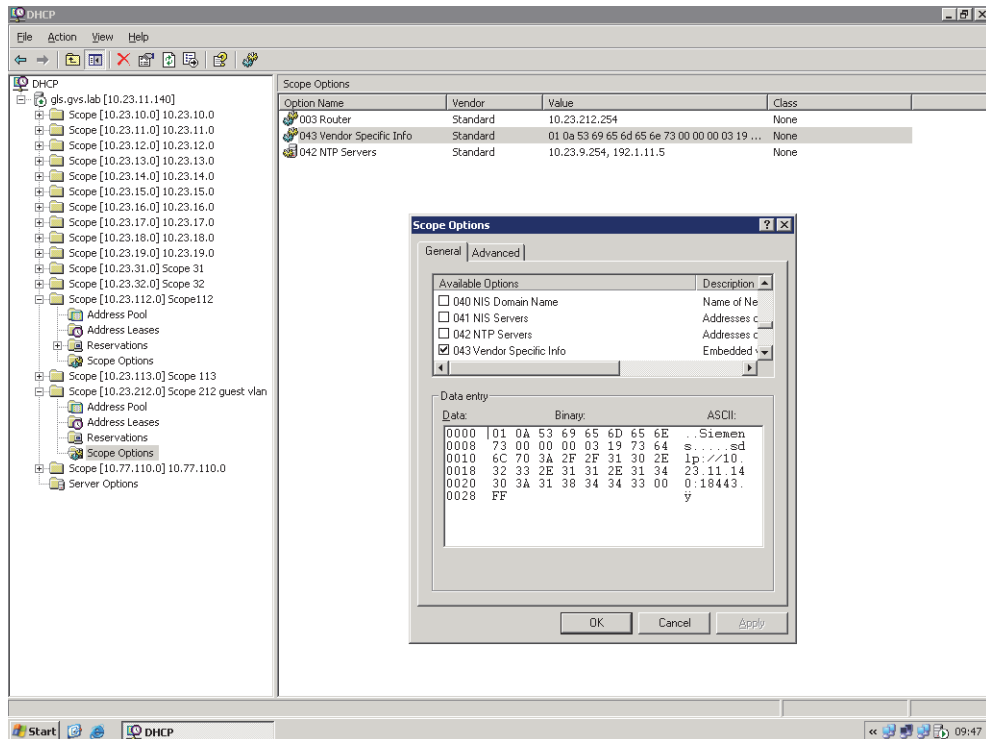 DHCP
File Action View Help
DHCP
gls.gvs.lab [10.23.11.140]
Scope [10.23.10.0] 10.23.10.0
Scope [10.23.11.0] 10.23.11.0
Scope [10.23.12.0] 10.23.12.0
Scope [10.23.13.0] 10.23.13.0
Scope [10.23.14.0] 10.23.14.0
Scope [10.23.15.0] 10.23.15.0
Scope [10.23.16.0] 10.23.16.0
Scope [10.23.17.0] 10.23.17.0
Scope [10.23.18.0] 10.23.18.0
Scope [10.23.19.0] 10.23.19.0
Scope [10.23.31.0] Scope 31
Scope [10.23.32.0] Scope 32
Scope [10.23.112.0] Scope112
Address Pool
Address Leases
Reservations
Scope Options
Scope [10.23.113.0] Scope 113
Scope [10.23.212.0] Scope 212 guest vlan
Address Pool
Address Leases
Reservations
Scope Options
Scope [10.77.110.0] 10.77.110.0
Server Options
Scope Options
Option Name Vendor Value Class
003 Router Standard 10.23.212.254 None
043 Vendor Specific Info Standard 01 0a 53 69 65 6d 65 6e 73 00 00 00 03 19 ... None
042 NTP Servers Standard 10.23.9.254, 192.1.11.5 None
Scope Options
General Advanced
Available Options Description
040 NIS Domain Name Name of Ne
041 NIS Servers Addresses c
042 NTP Servers Addresses c
043 Vendor Specific Info Embedded v
Data entry
Data: Binary: ASCII:
0000 01 0A 53 69 65 6D 65 6E ..Siemen
0008 73 00 00 00 03 19 73 64 s.....sd
0010 6C 70 3A 2F 2F 31 30 2E lp://10.
0018 32 33 2E 31 31 2E 31 34 23.11.14
0020 30 3A 31 38 34 34 33 00 0:18443.
0028 FF ÿ
OK Cancel Apply
Start DHCP « 09:47